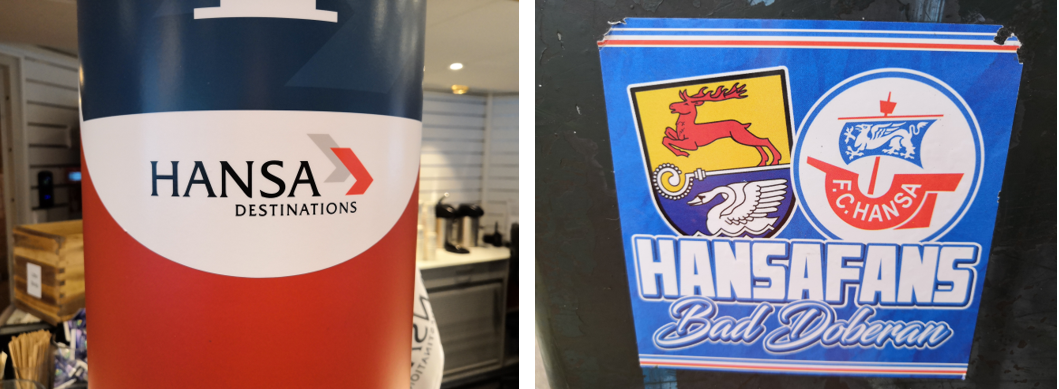 HANSA
DESTINATIONS
F.C. HANSA
HANSAFANS
Bad Doberan